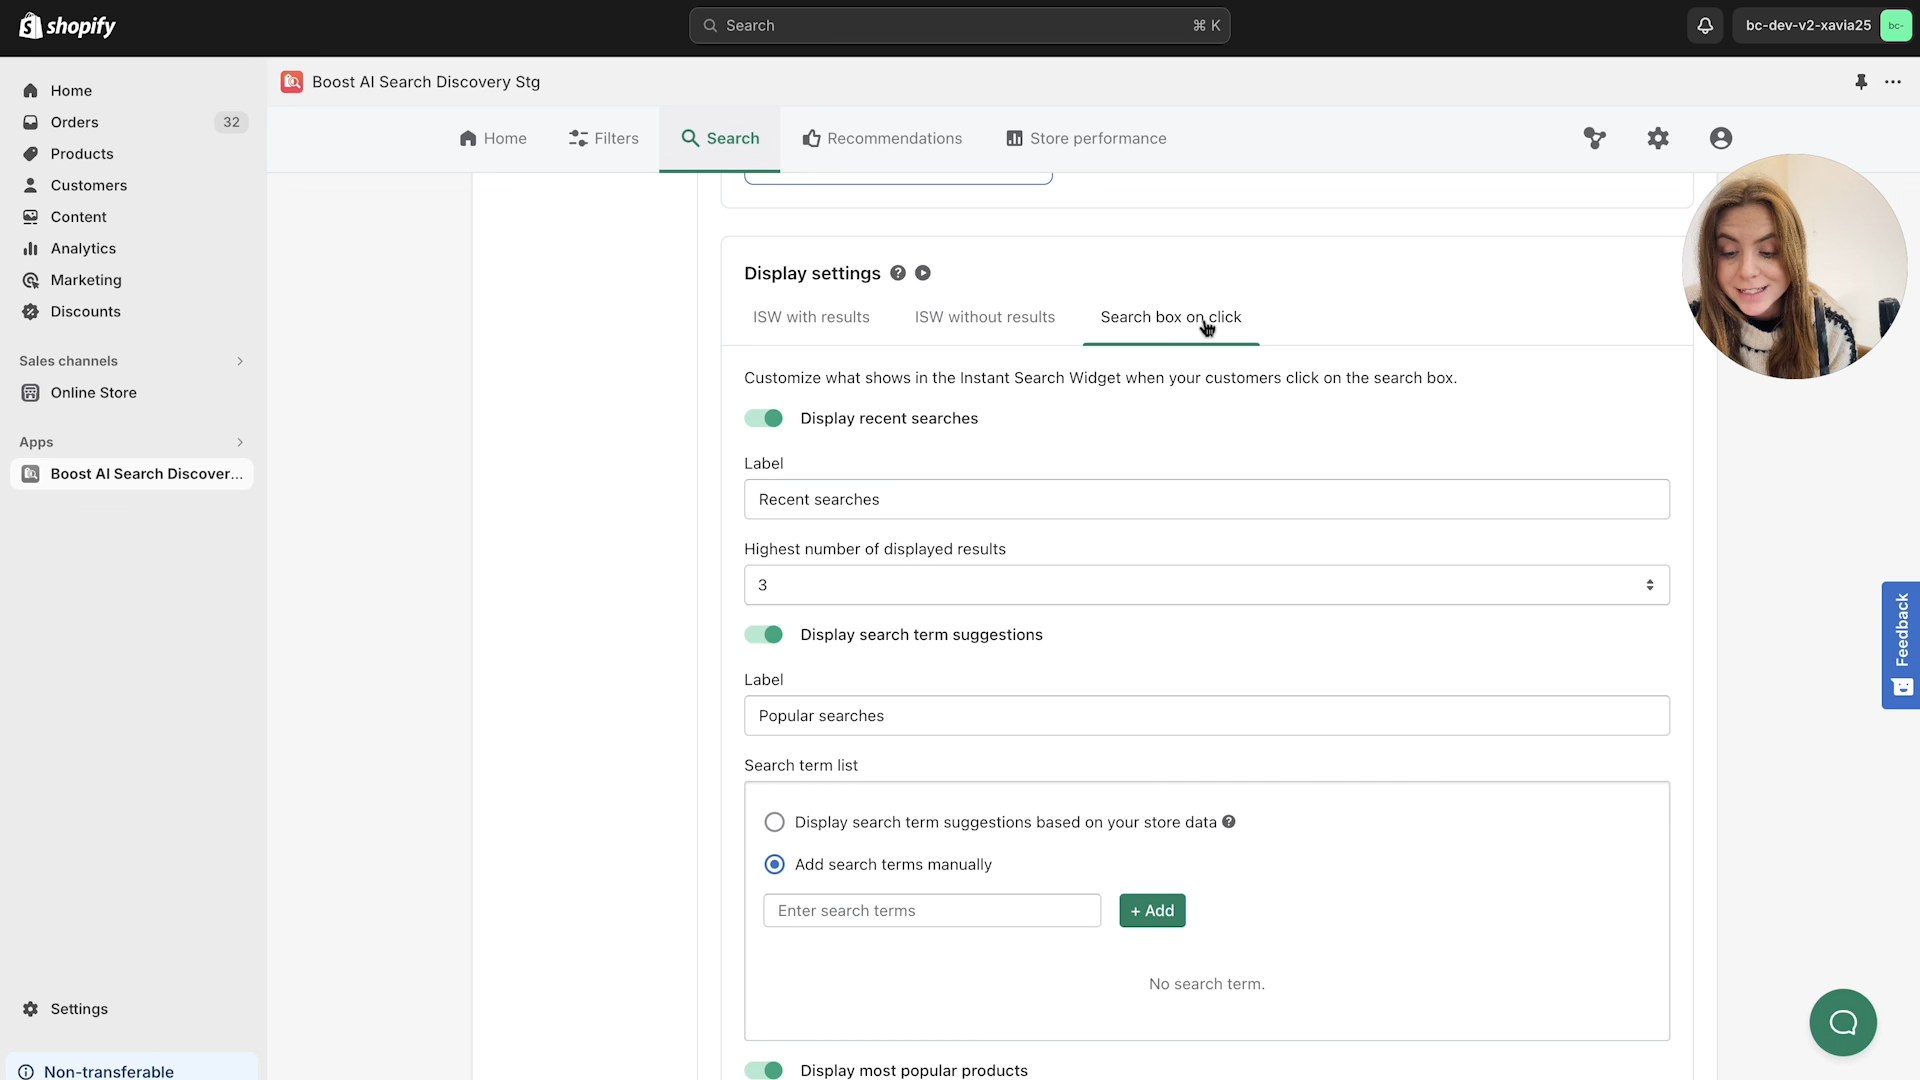 shopify
Search
⌘ K
bc-dev-v2-xavia25
bc-
Home
Orders
32
Products
Customers
Content
Analytics
Marketing
Discounts
Sales channels
Online Store
Apps
Boost AI Search Discover...
Settings
Non-transferable
Boost AI Search Discovery Stg
Home
Filters
Search
Recommendations
Store performance
Display settings
ISW with results
ISW without results
Search box on click
Customize what shows in the Instant Search Widget when your customers click on the search box.
Display recent searches
Label
Recent searches
Highest number of displayed results
3
Display search term suggestions
Label
Popular searches
Search term list
Display search term suggestions based on your store data
Add search terms manually
Enter search terms
+ Add
No search term.
Display most popular products
Feedback